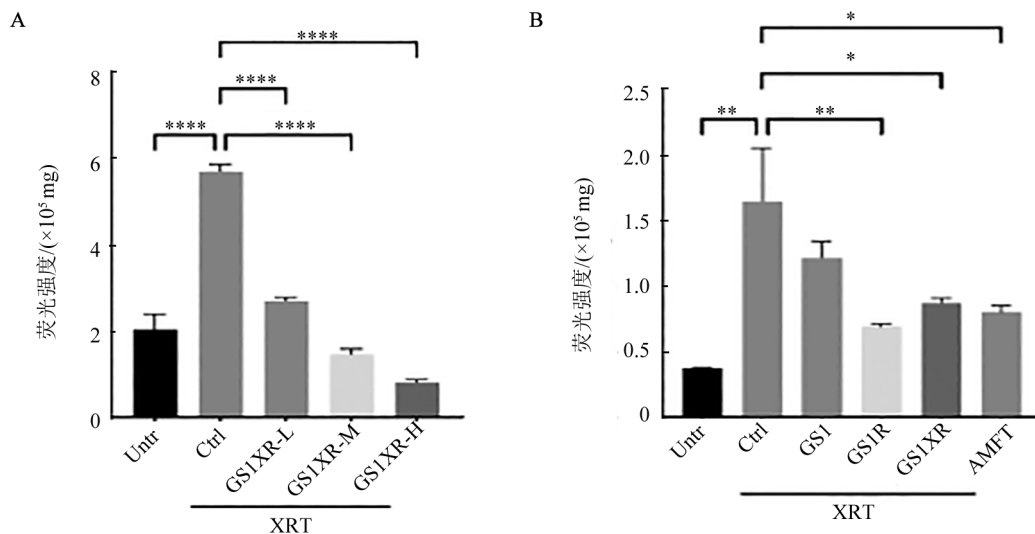 A
****
****
****
****
8
6
4
2
0
荧光强度/(×10⁵ mg)
Untr
Ctrl
GS1XR-L
GS1XR-M
GS1XR-H
XRT
B
*
*
**
**
2.5
2.0
1.5
1.0
0.5
0
荧光强度/(×10⁵ mg)
Untr
Ctrl
GS1
GS1R
GS1XR
AMFT
XRT